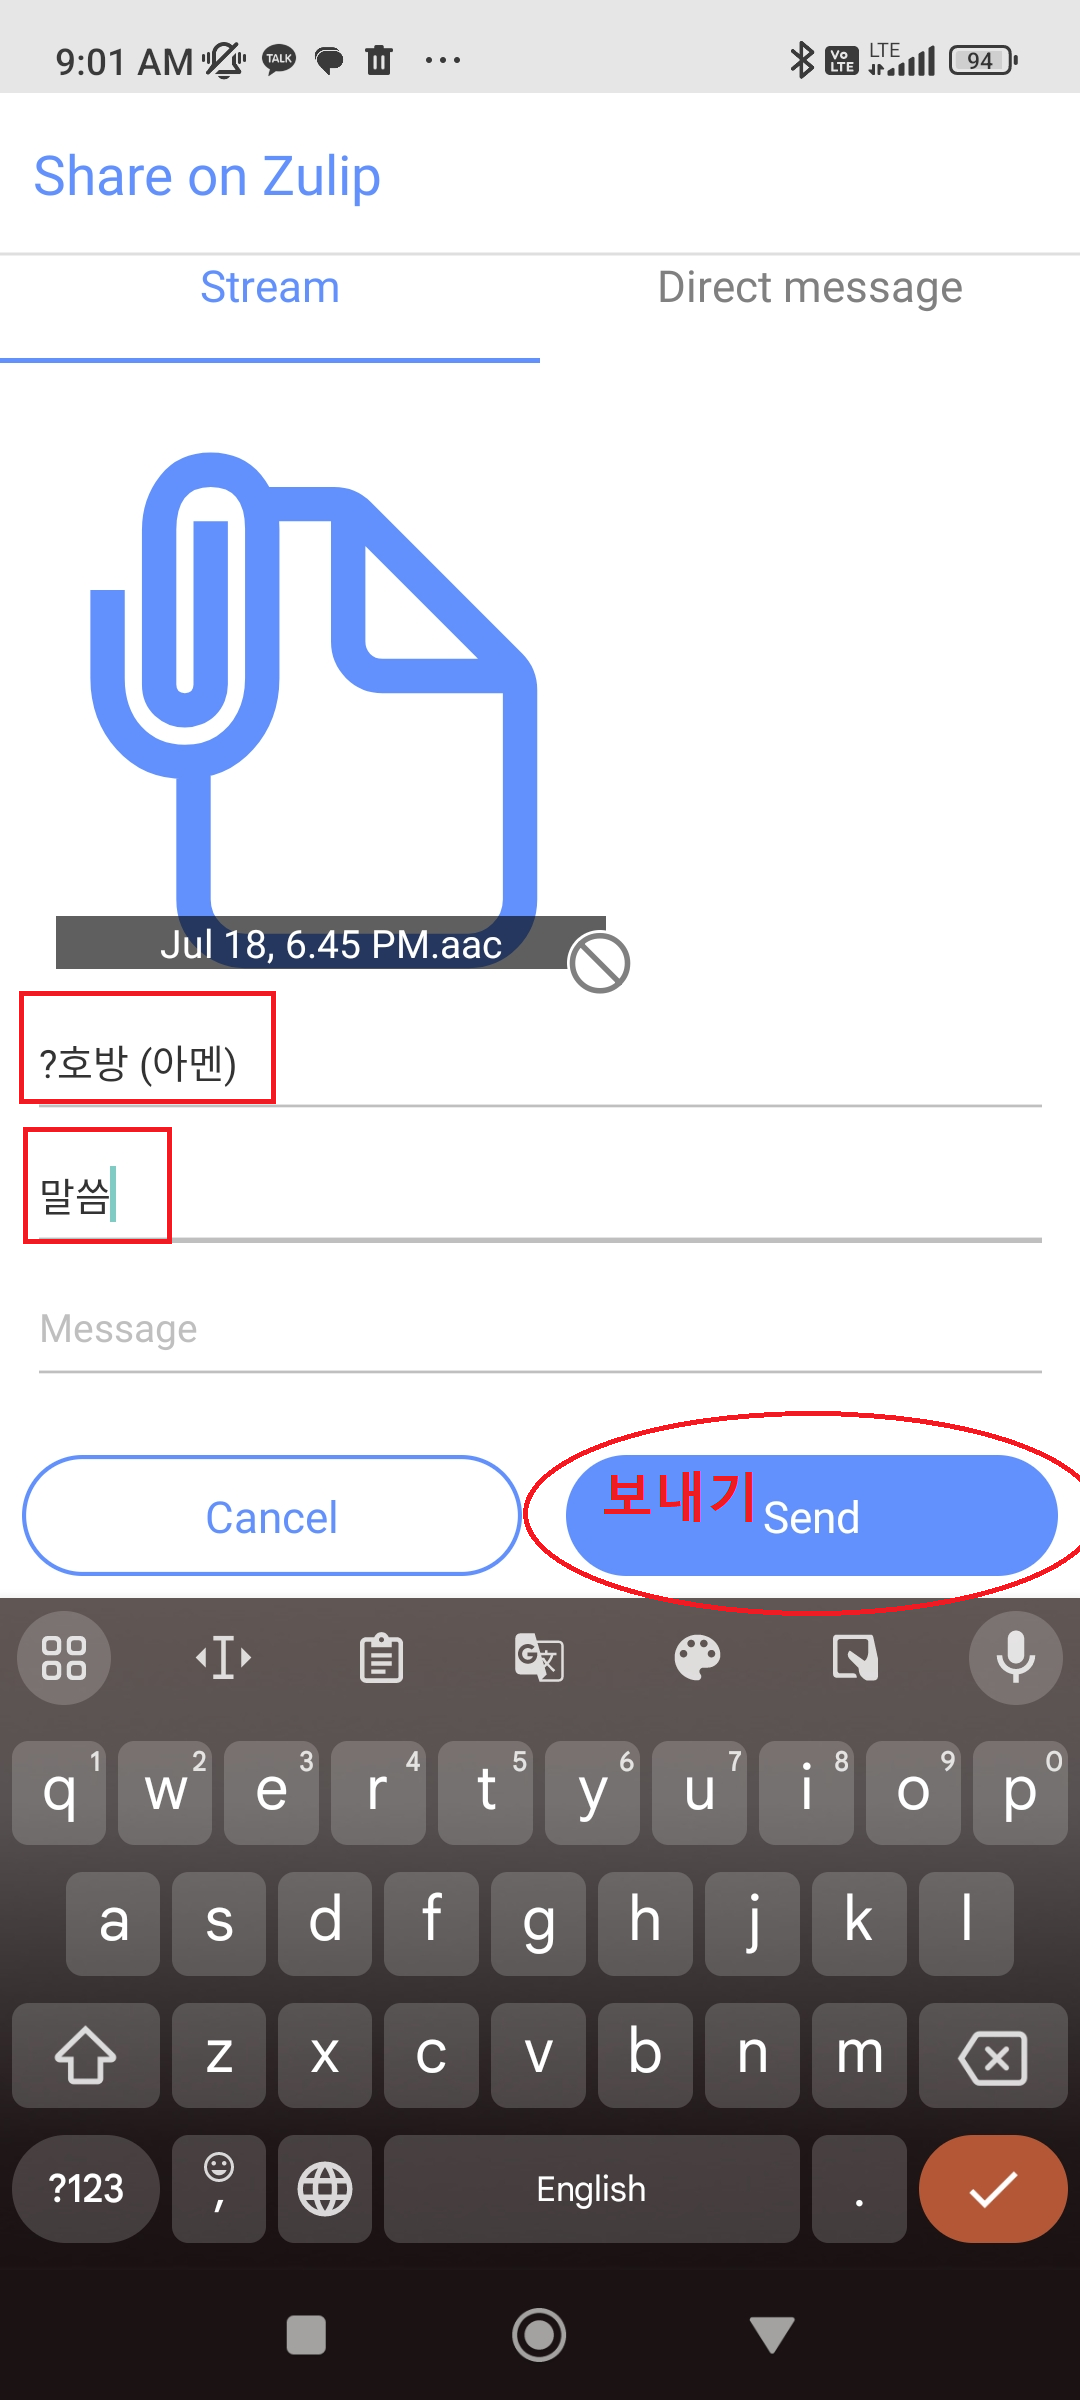 9:01 AM TALK ... Vo LTE LTE 94
Share on Zulip
Stream Direct message
Jul 18, 6.45 PM.aac
?호방 (아멘)
말씀
Message
Cancel 보내기 Send
q 1 w 2 e 3 r 4 t 5 y 6 u 7 i 8 o 9 p 0
a s d f g h j k l
z x c v b n m
?123 , English .